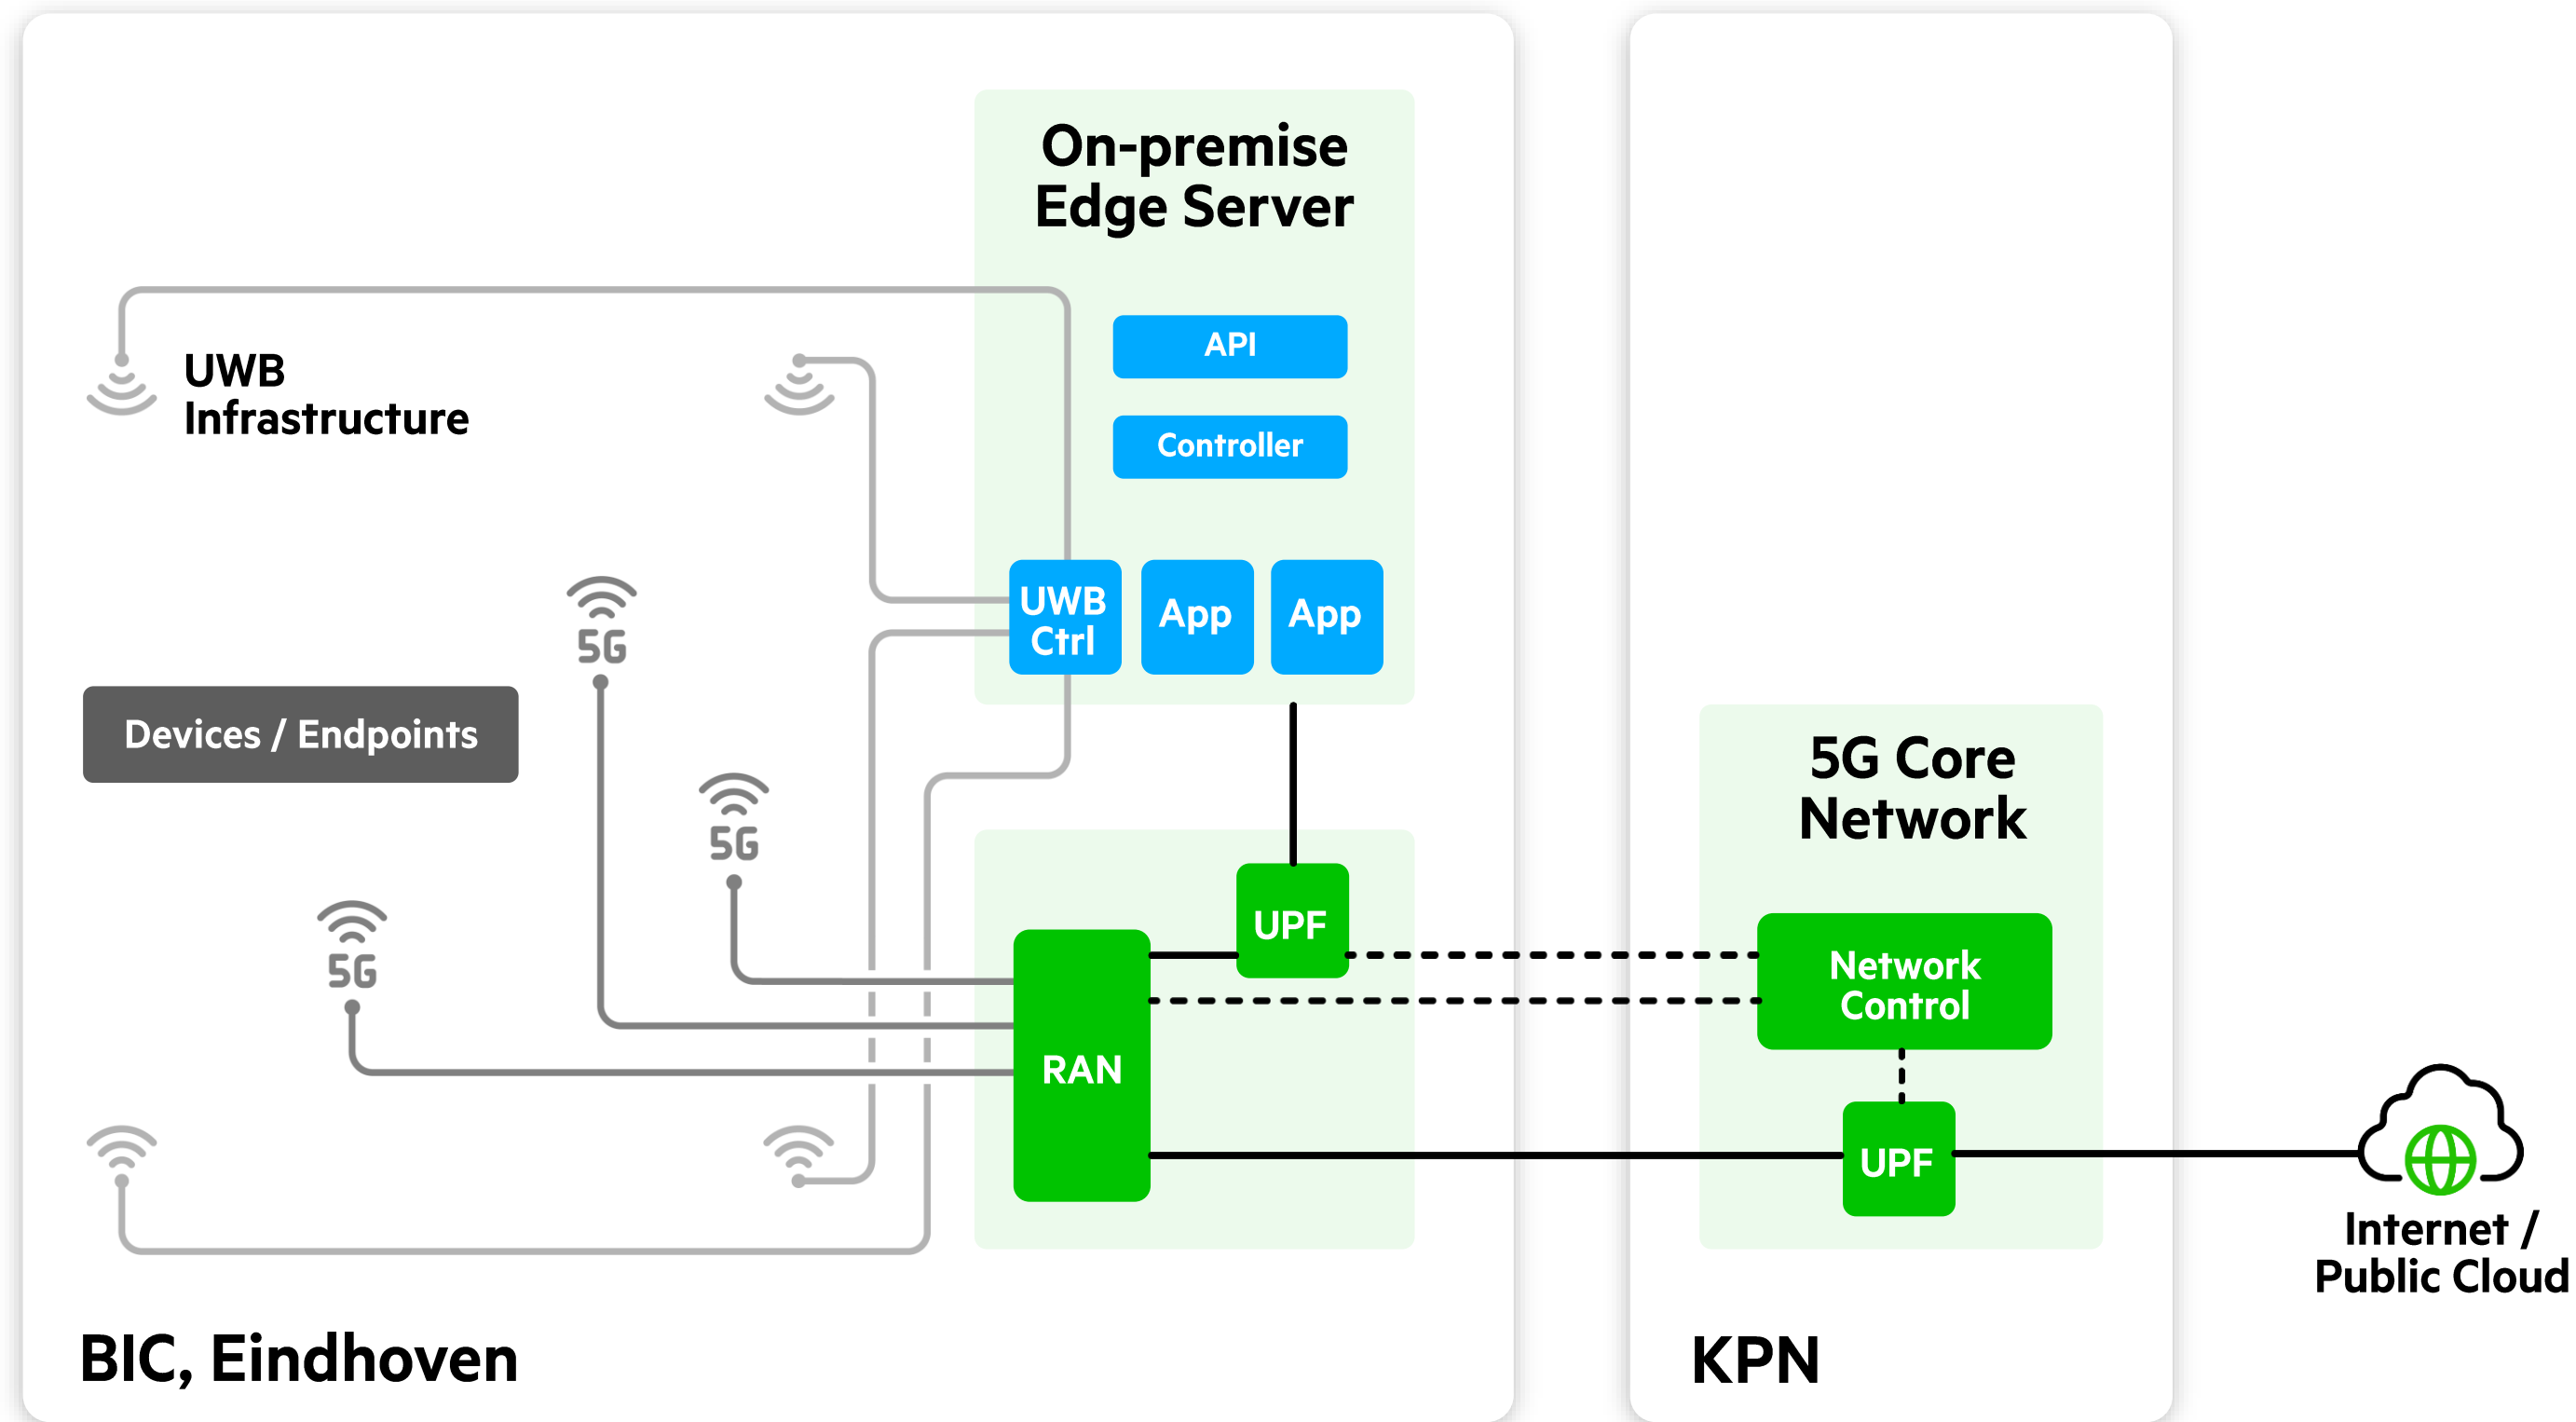 On-premise
Edge Server
API
UWB
Infrastructure
Controller
UWB
Ctrl
App
App
5G
Devices / Endpoints
5G Core
Network
5G
UPF
5G
Network
Control
RAN
UPF
Internet /
Public Cloud
BIC, Eindhoven
KPN